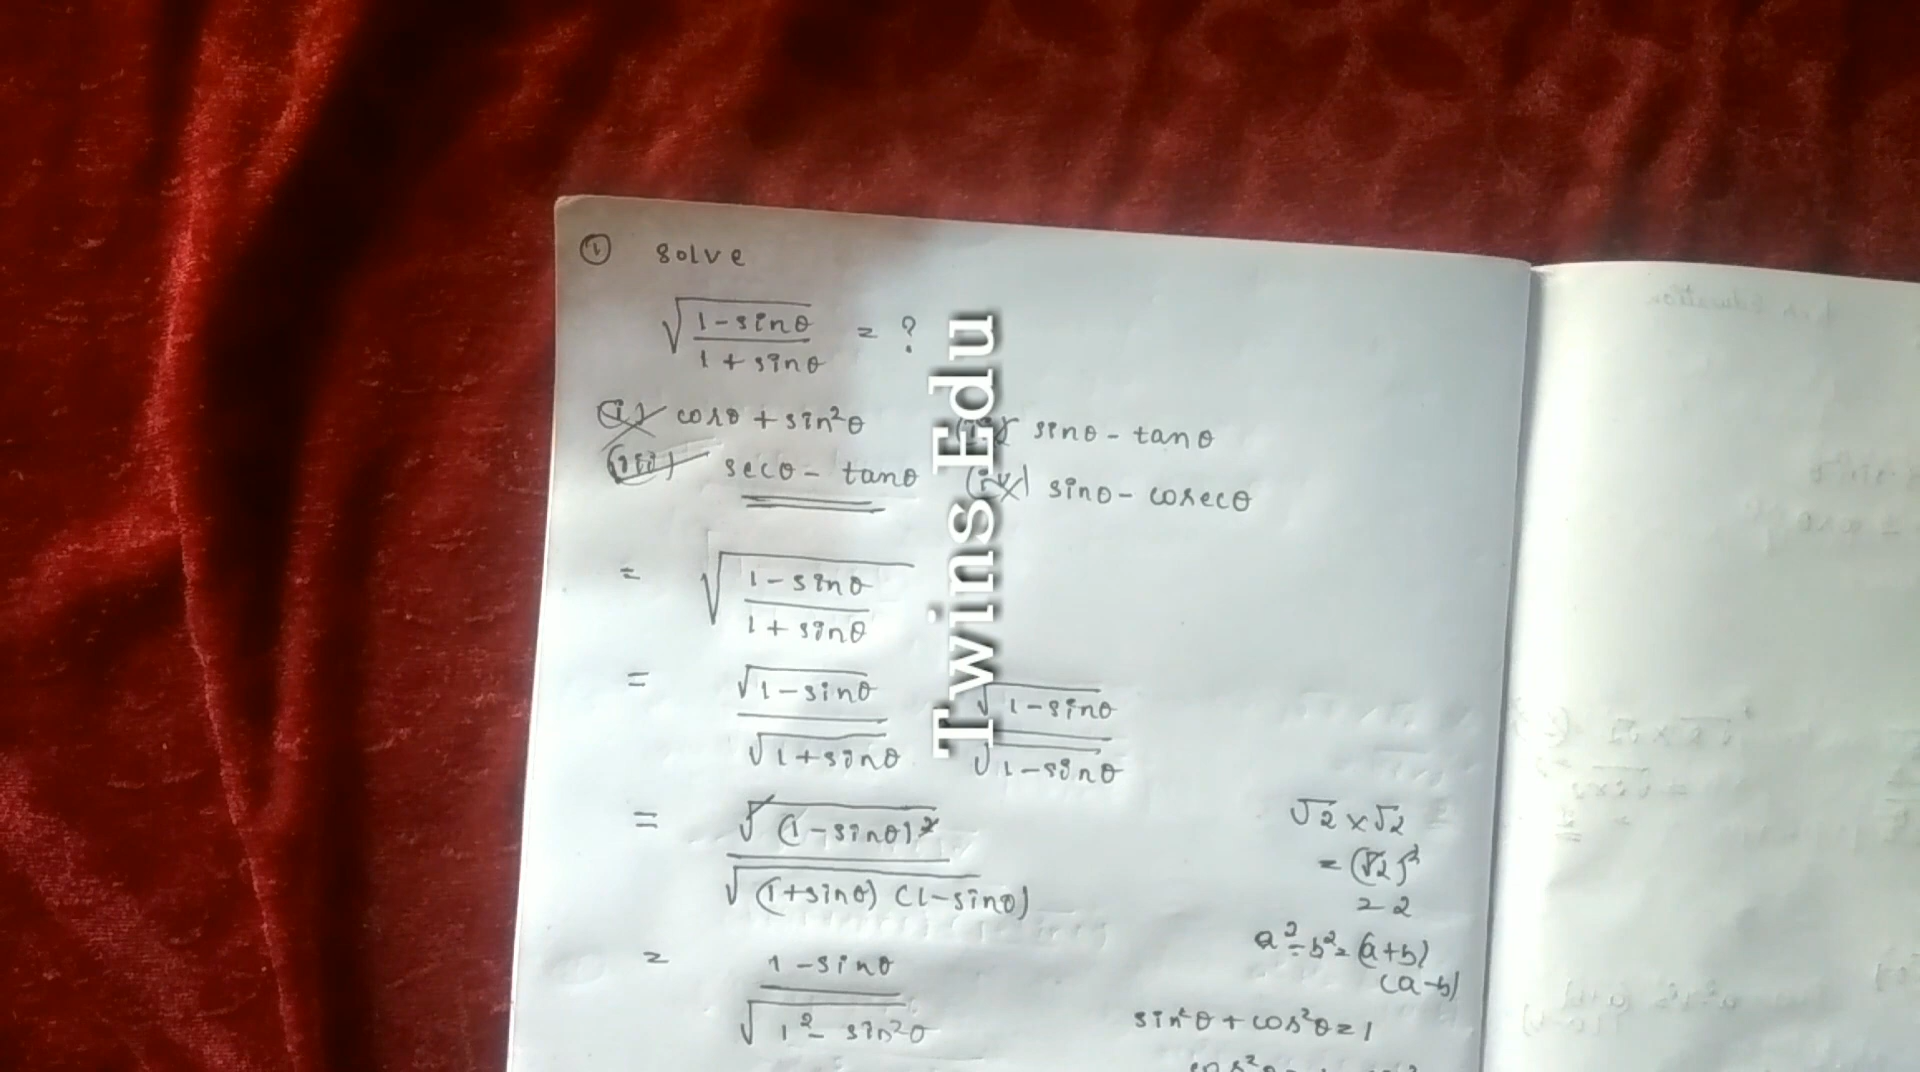 ① solve
√(1-sinθ / 1+sinθ) = ?
(i) cosθ + sin²θ (ii) sinθ - tanθ
(iii) secθ - tanθ (iv) sinθ - cosecθ
= √(1-sinθ / 1+sinθ)
= √1-sinθ / √1+sinθ √1-sinθ / √1-sinθ
= √(1-sinθ)² / √(1+sinθ) (1-sinθ)
= 1-sinθ / √1²-sin²θ
√2 × √2
= (√2)²
= 2
a²-b² = (a+b)
(a-b)
sin²θ + cos²θ = 1
Twins Edu